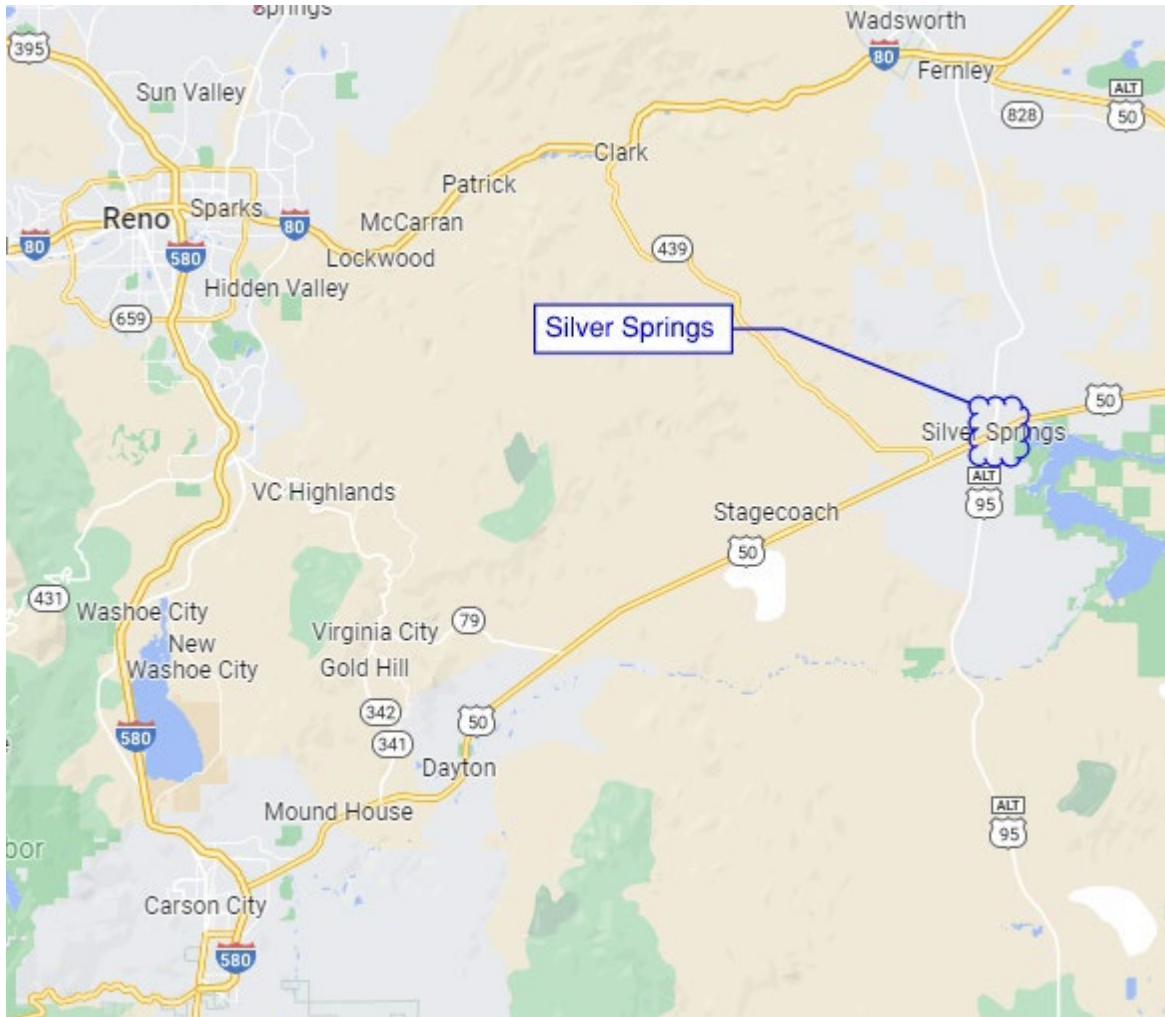 Springs
Wadsworth
395
80
Fernley
Sun Valley
ALT
50
828
Clark
Patrick
Reno
Sparks
McCarran
80
80
580
Lockwood
439
Hidden Valley
659
Silver Springs
50
Silver Springs
ALT
95
VC Highlands
Stagecoach
50
431
Washoe City
79
Virginia City
New
Washoe City
Gold Hill
342
50
580
341
Dayton
Mound House
ALT
95
bor
Carson City
580